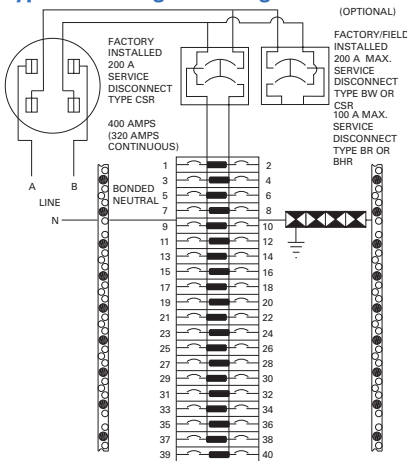 (OPTIONAL)
FACTORY
INSTALLED
200 A
SERVICE
DISCONNECT
TYPE CSR
400 AMPS
(320 AMPS
CONTINUOUS)
FACTORY/FIELD
INSTALLED
200 A MAX.
SERVICE
DISCONNECT
TYPE BW OR
CSR
100 A MAX.
SERVICE
DISCONNECT
TYPE BR OR
BHR
A B
LINE
N
BONDED
NEUTRAL
1 2
3 4
5 6
7 8
9 10
11 12
13 14
15 16
17 18
19 20
21 22
23 24
25 26
27 28
29 30
31 32
33 34
35 36
37 38
39 40